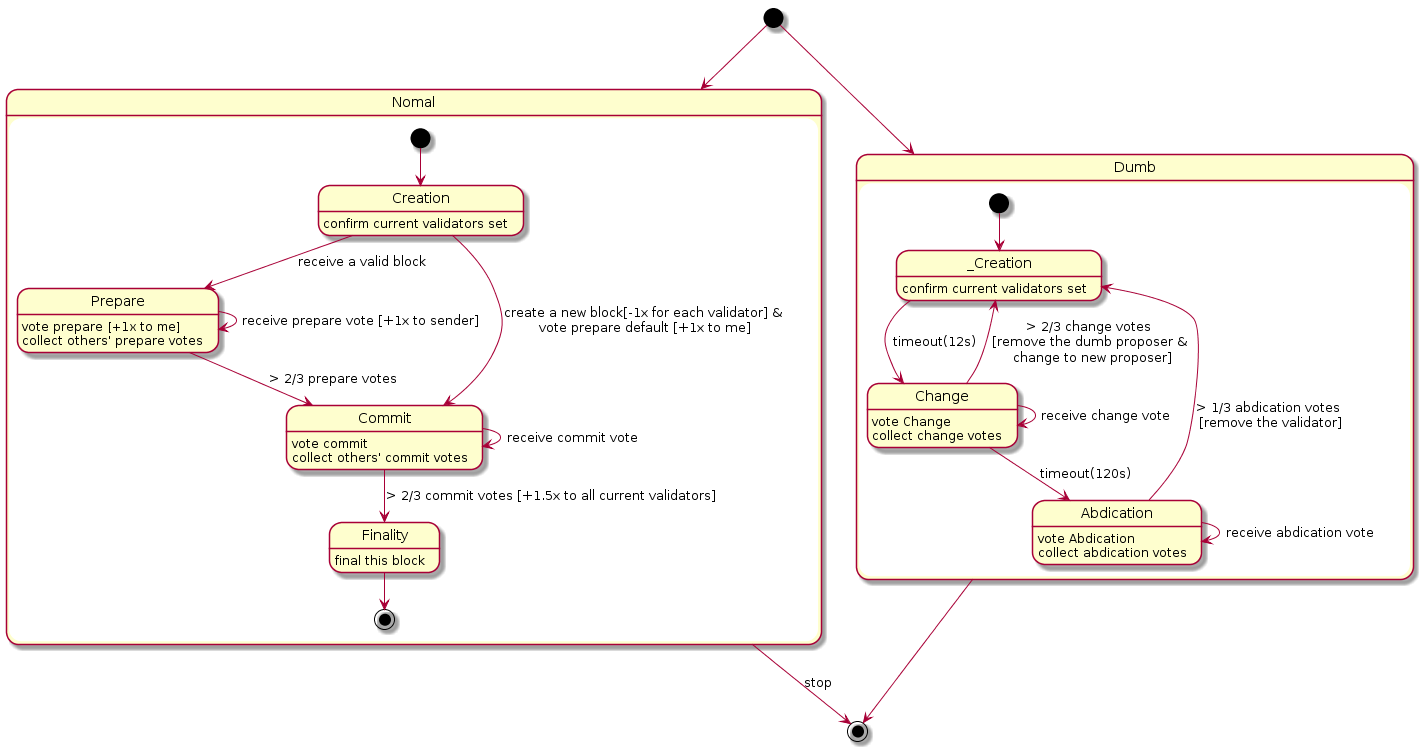 Nomal
Creation
confirm current validators set
receive a valid block
create a new block[-1x for each validator] &
vote prepare default [+1x to me]
Prepare
vote prepare [+1x to me]
collect others' prepare votes
receive prepare vote [+1x to sender]
> 2/3 prepare votes
Commit
vote commit
collect others' commit votes
receive commit vote
> 2/3 commit votes [+1.5x to all current validators]
Finality
final this block
Dumb
_Creation
confirm current validators set
timeout(12s)
> 2/3 change votes
[remove the dumb proposer &
change to new proposer]
Change
vote Change
collect change votes
receive change vote
> 1/3 abdication votes
[remove the validator]
timeout(120s)
Abdication
vote Abdication
collect abdication votes
receive abdication vote
stop